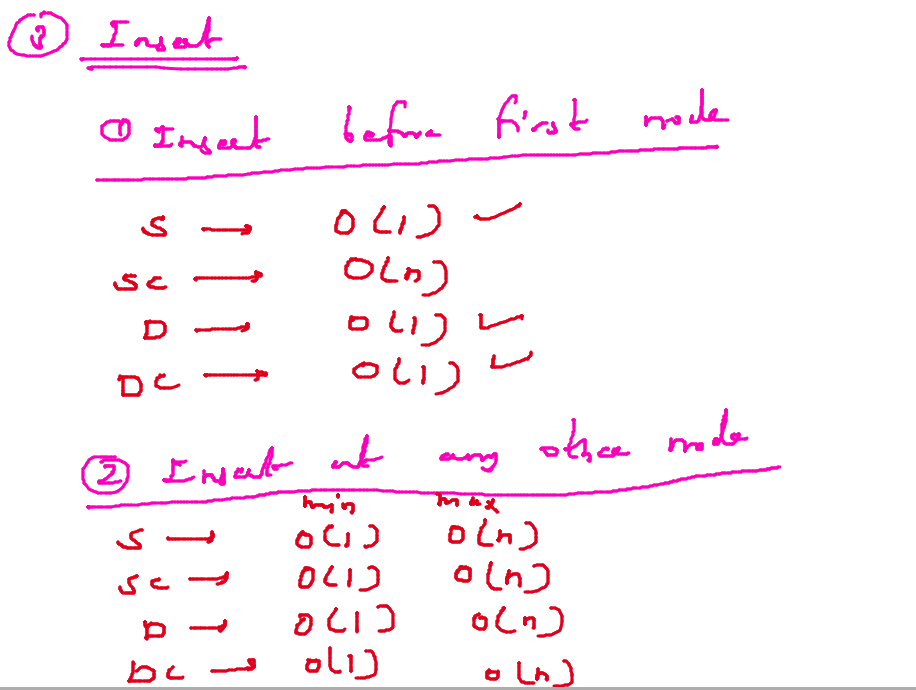 ③ Insert
① Insert before first node
S → O(1) ✓
SC → O(n)
D → O(1) ✓
DC → O(1) ✓
② Insert at any other node
min max
S → O(1) O(n)
SC → O(1) O(n)
D → O(1) O(n)
DC → O(1) O(n)